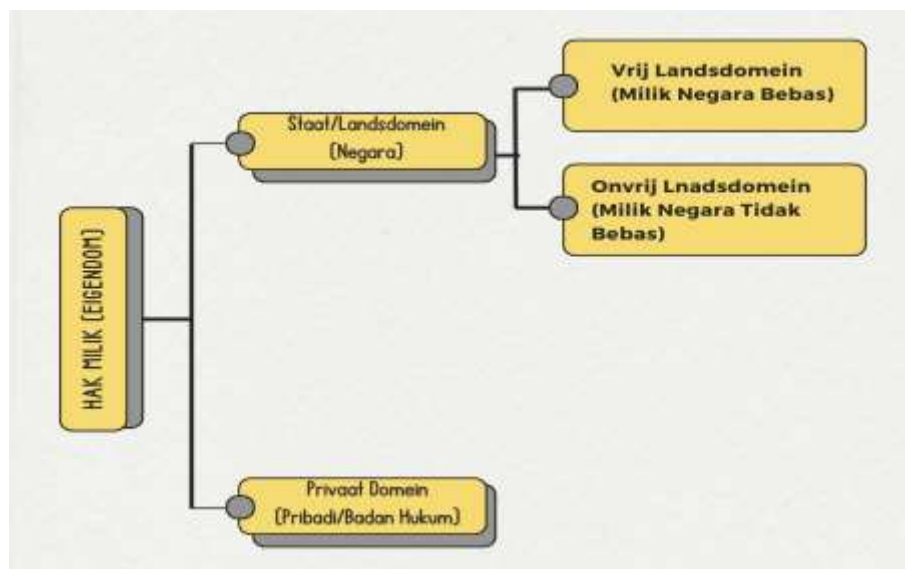 HAK MILIK (EIGENDOM)
Staat/Landsdomein
(Negara)
Vrij Landsdomein
(Milik Negara Bebas)
Onvrij Lnadsdomein
(Milik Negara Tidak
Bebas)
Privaat Domein
(Pribadi/Badan Hukum)